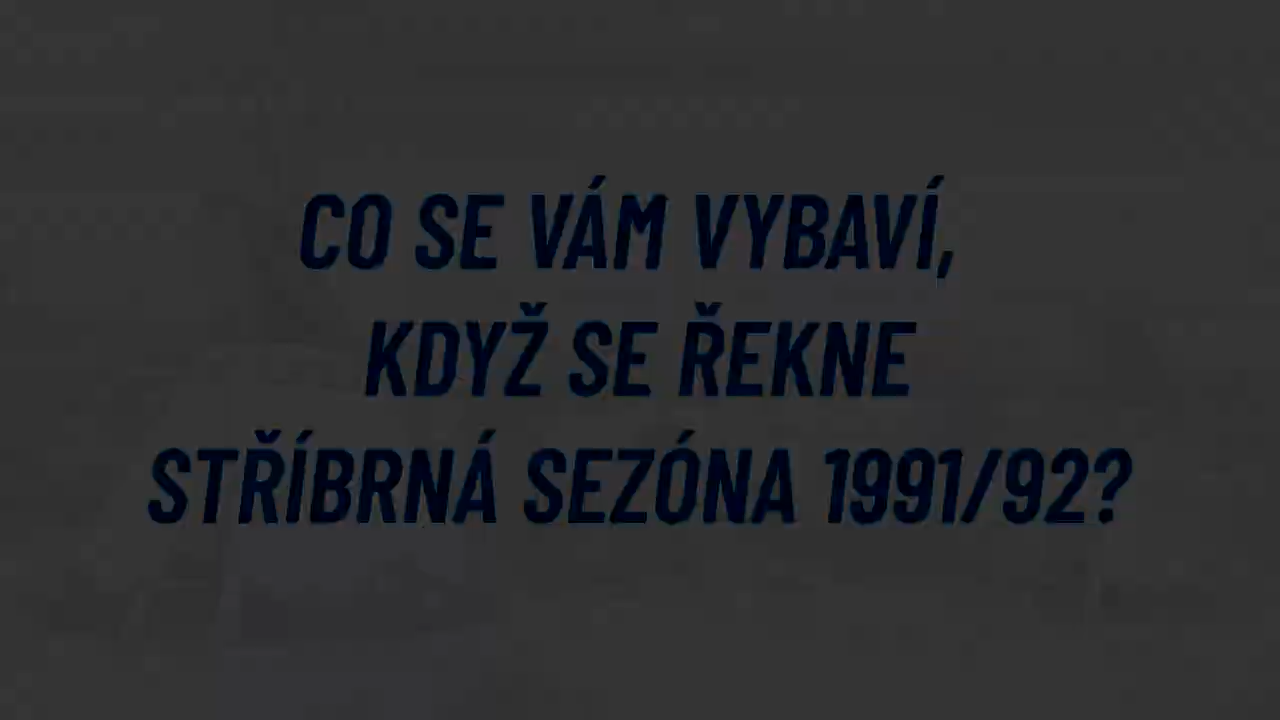 CO SE VÁM VYBAVÍ,
KDYŽ SE ŘEKNE
STŘÍBRNÁ SEZÓNA 1991/92?